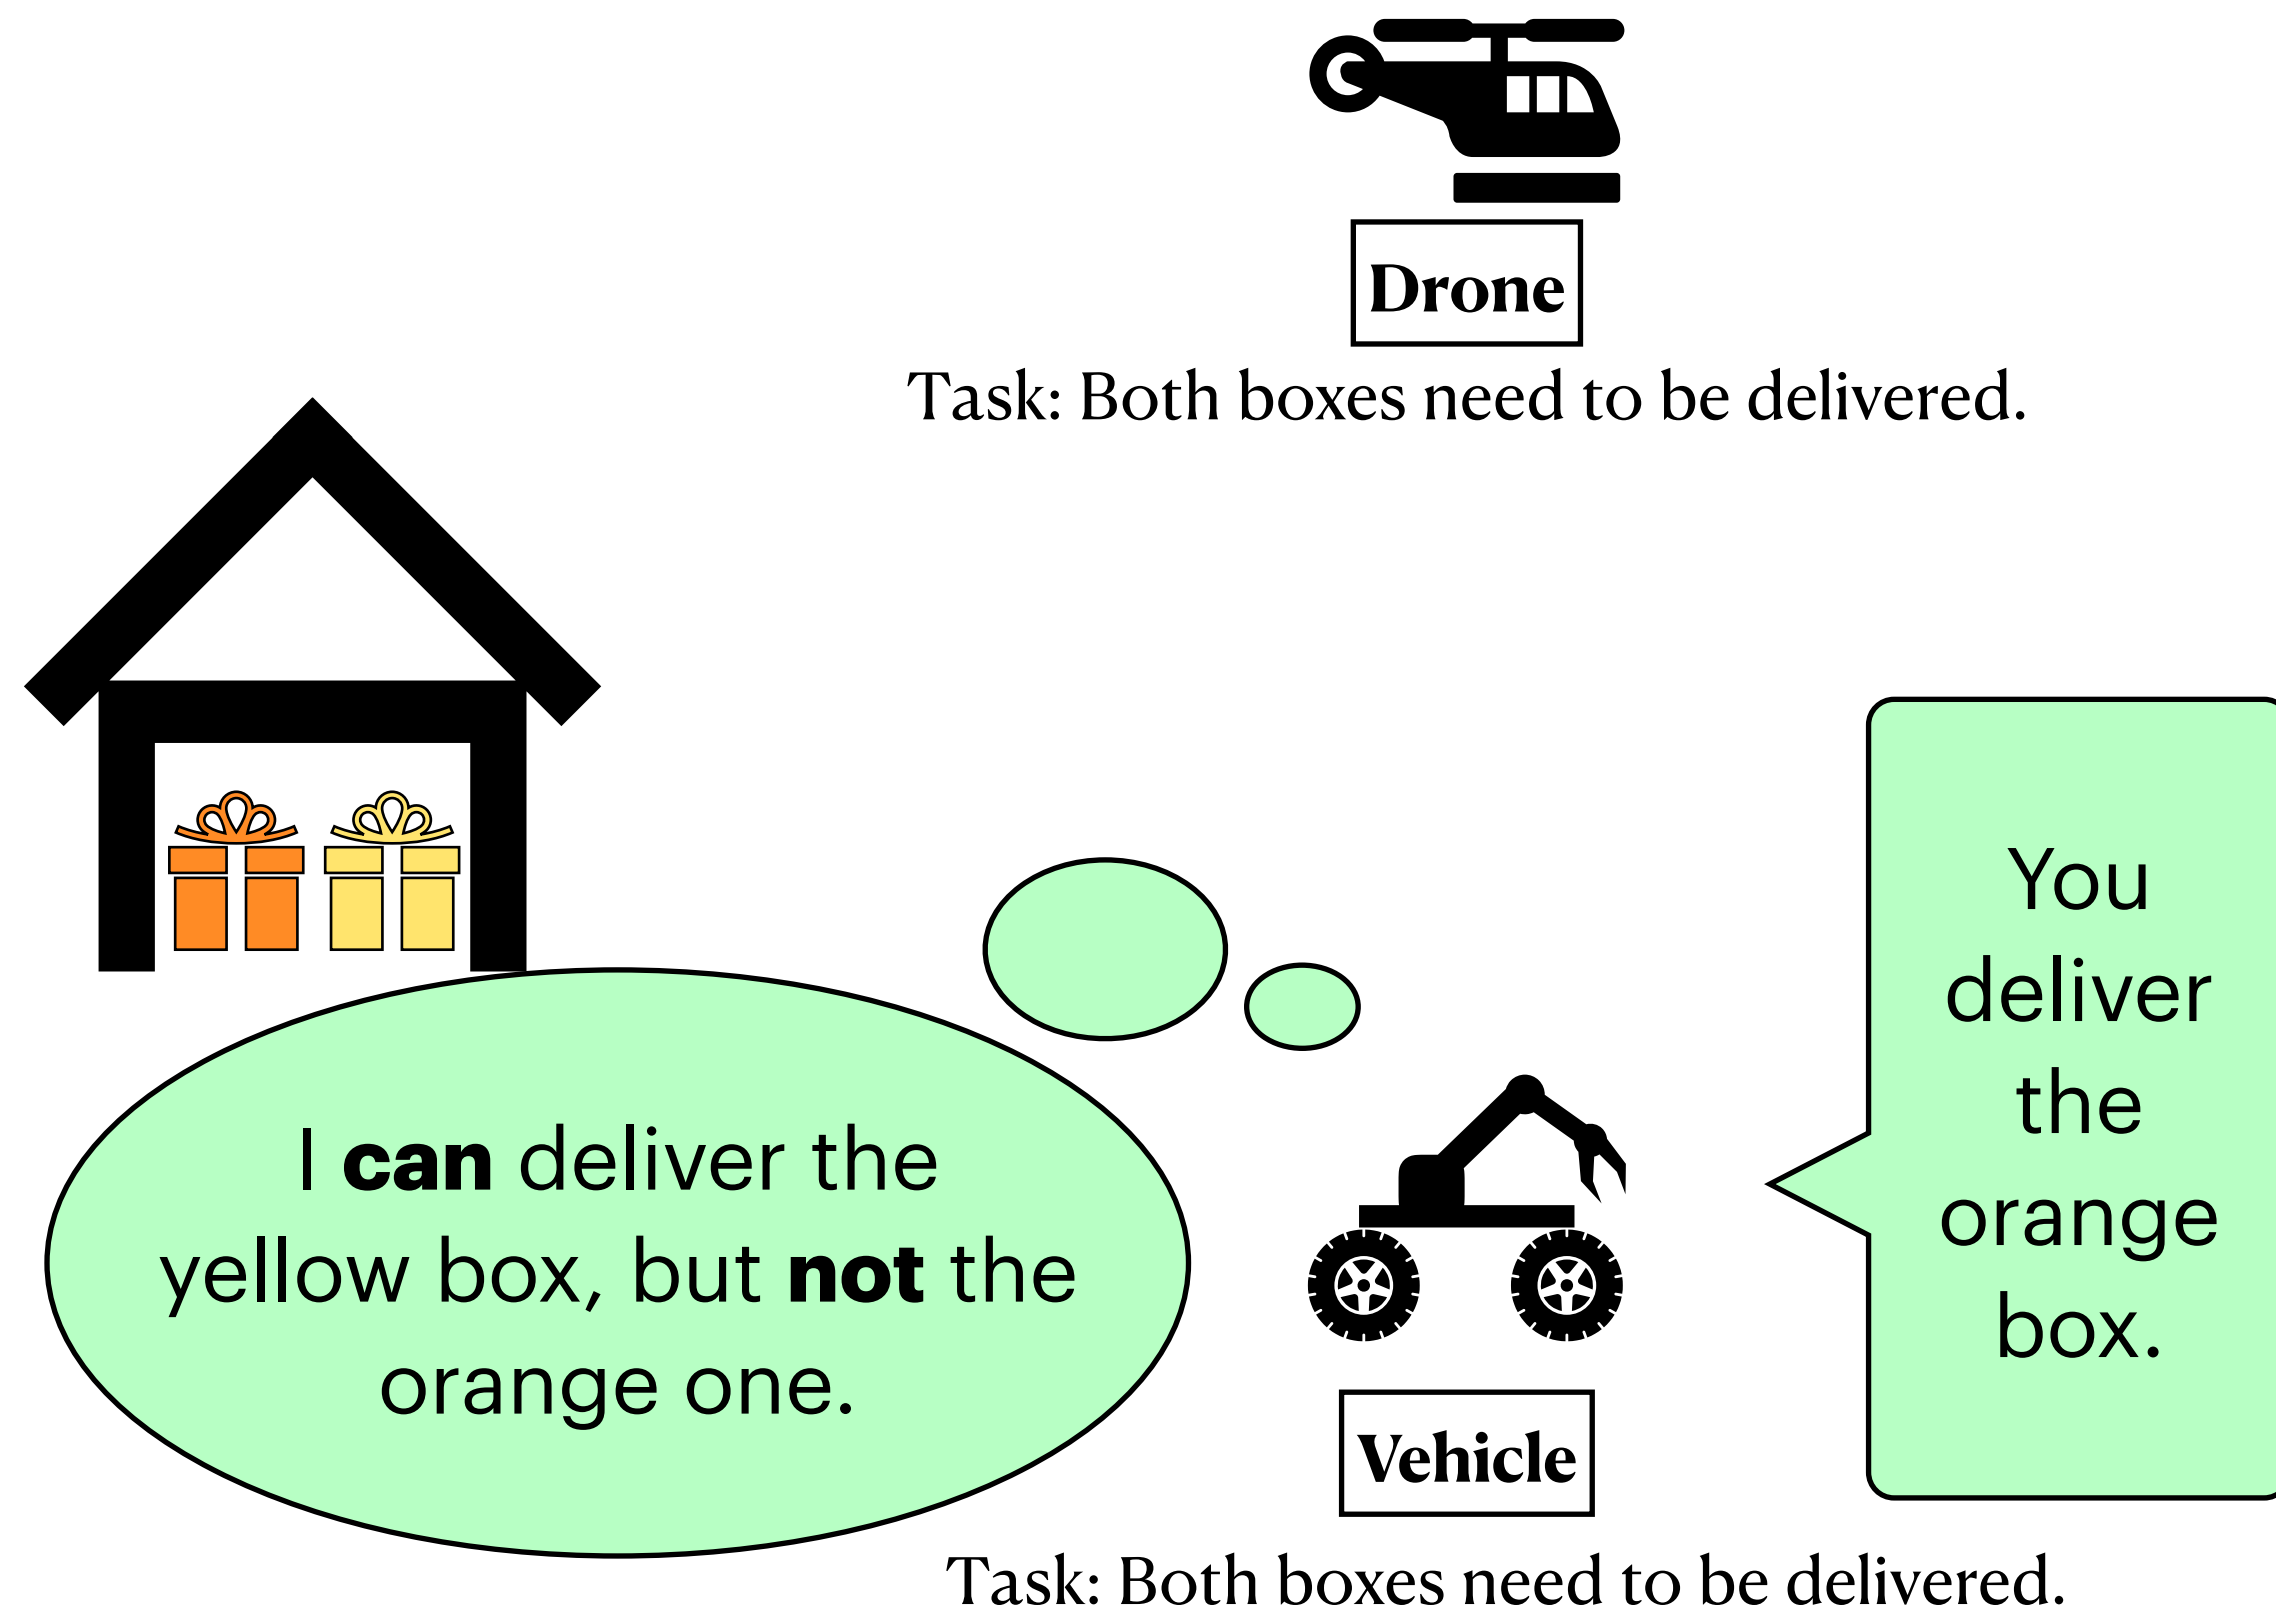 Drone
Task: Both boxes need to be delivered.
I can deliver the
yellow box, but not the
orange one.
You
deliver
the
orange
box.
Vehicle
Task: Both boxes need to be delivered.